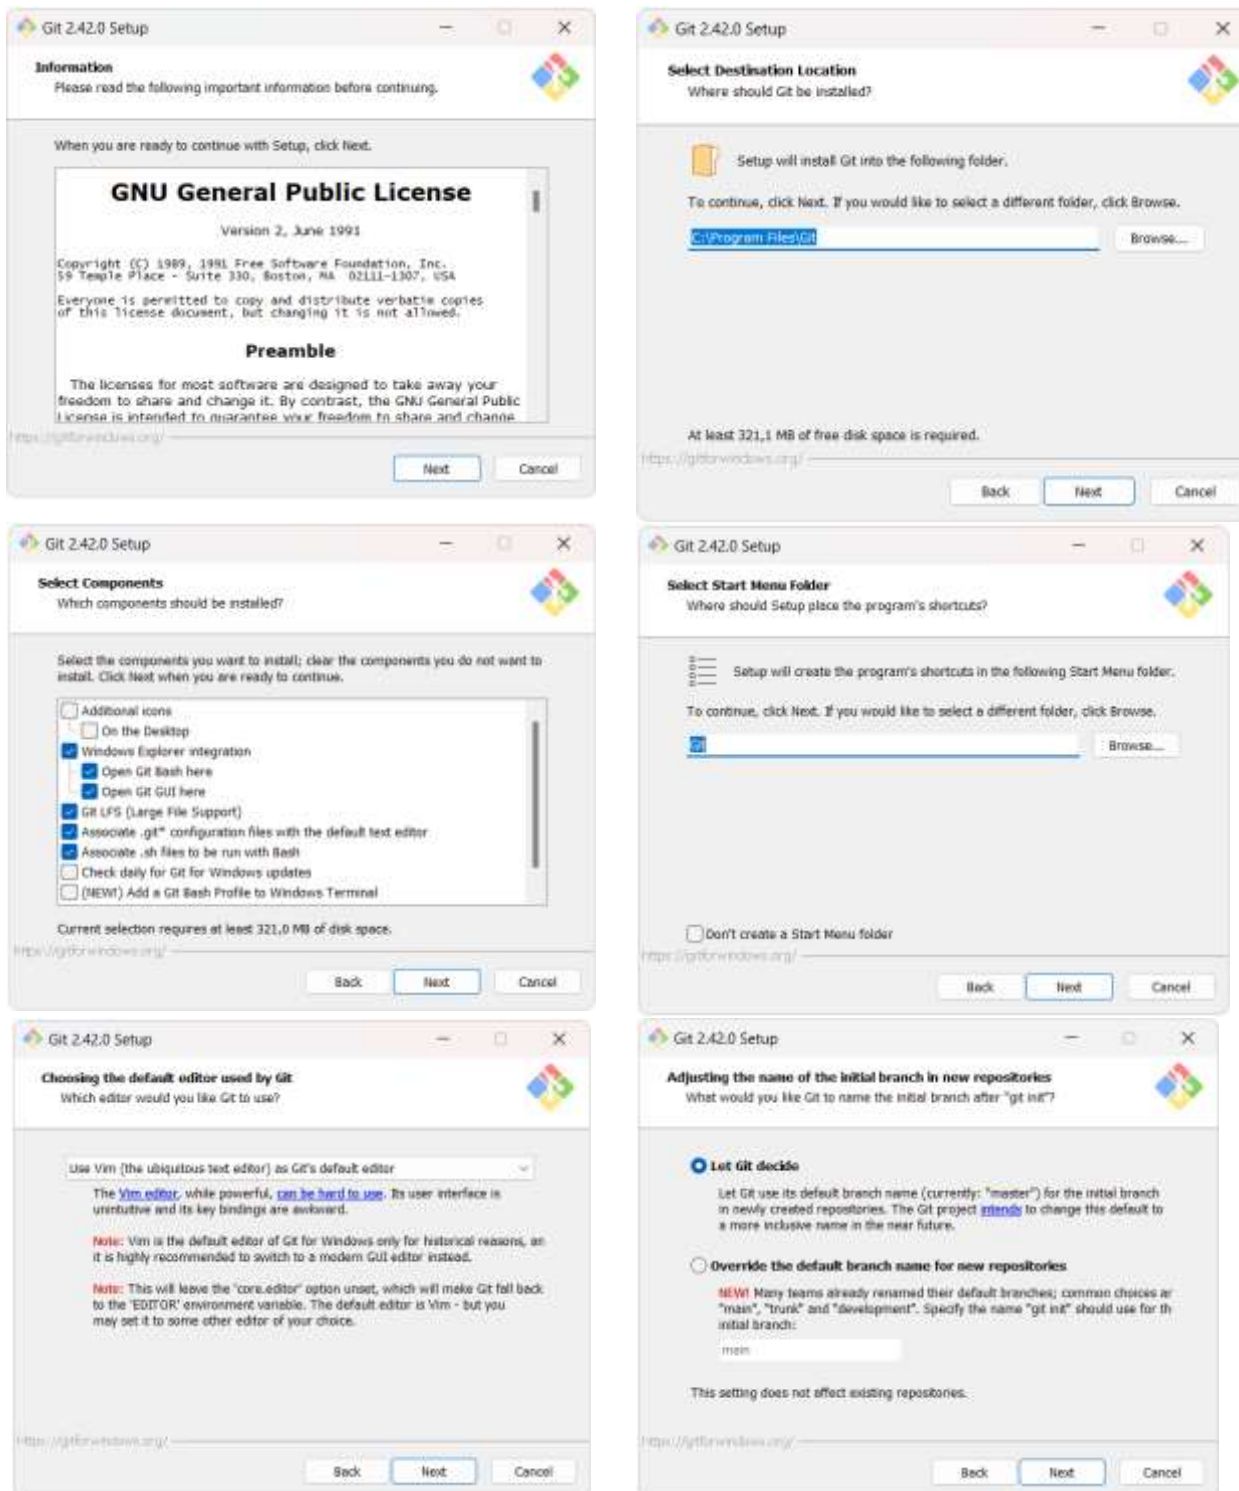 Git 2.42.0 Setup
Information
Please read the following important information before continuing.
When you are ready to continue with Setup, click Next.
GNU General Public License
Version 2, June 1991
Copyright (C) 1989, 1991 Free Software Foundation, Inc.
59 Temple Place - Suite 330, Boston, MA  02111-1307, USA
Everyone is permitted to copy and distribute verbatim copies
of this license document, but changing it is not allowed.
Preamble
The licenses for most software are designed to take away your
freedom to share and change it. By contrast, the GNU General Public
License is intended to guarantee your freedom to share and change
https://gitforwindows.org/
Next
Cancel
Git 2.42.0 Setup
Select Destination Location
Where should Git be installed?
Setup will install Git into the following folder.
To continue, click Next. If you would like to select a different folder, click Browse.
C:\Program Files\Git
Browse...
At least 321,1 MB of free disk space is required.
https://gitforwindows.org/
Back
Next
Cancel
Git 2.42.0 Setup
Select Components
Which components should be installed?
Select the components you want to install; clear the components you do not want to
install. Click Next when you are ready to continue.
Additional icons
On the Desktop
Windows Explorer integration
Open Git Bash here
Open Git GUI here
Git LFS (Large File Support)
Associate .git* configuration files with the default text editor
Associate .sh files to be run with Bash
Check daily for Git for Windows updates
(NEW!) Add a Git Bash Profile to Windows Terminal
Current selection requires at least 321,0 MB of disk space.
https://gitforwindows.org/
Back
Next
Cancel
Git 2.42.0 Setup
Select Start Menu Folder
Where should Setup place the program's shortcuts?
Setup will create the program's shortcuts in the following Start Menu folder.
To continue, click Next. If you would like to select a different folder, click Browse.
Git
Browse...
Don't create a Start Menu folder
https://gitforwindows.org/
Back
Next
Cancel
Git 2.42.0 Setup
Choosing the default editor used by Git
Which editor would you like Git to use?
Use Vim (the ubiquitous text editor) as Git's default editor
The Vim editor, while powerful, can be hard to use. Its user interface is
unintuitive and its key bindings are awkward.
Note: Vim is the default editor of Git for Windows only for historical reasons, an
it is highly recommended to switch to a modern GUI editor instead.
Note: This will leave the 'core.editor' option unset, which will make Git fall back
to the 'EDITOR' environment variable. The default editor is Vim - but you
may set it to some other editor of your choice.
https://gitforwindows.org/
Back
Next
Cancel
Git 2.42.0 Setup
Adjusting the name of the initial branch in new repositories
What would you like Git to name the initial branch after "git init"?
Let Git decide
Let Git use its default branch name (currently: "master") for the initial branch
in newly created repositories. The Git project intends to change this default to
a more inclusive name in the near future.
Override the default branch name for new repositories
NEW! Many teams already renamed their default branches; common choices ar
"main", "trunk" and "development". Specify the name "git init" should use for th
initial branch:
main
This setting does not affect existing repositories.
https://gitforwindows.org/
Back
Next
Cancel